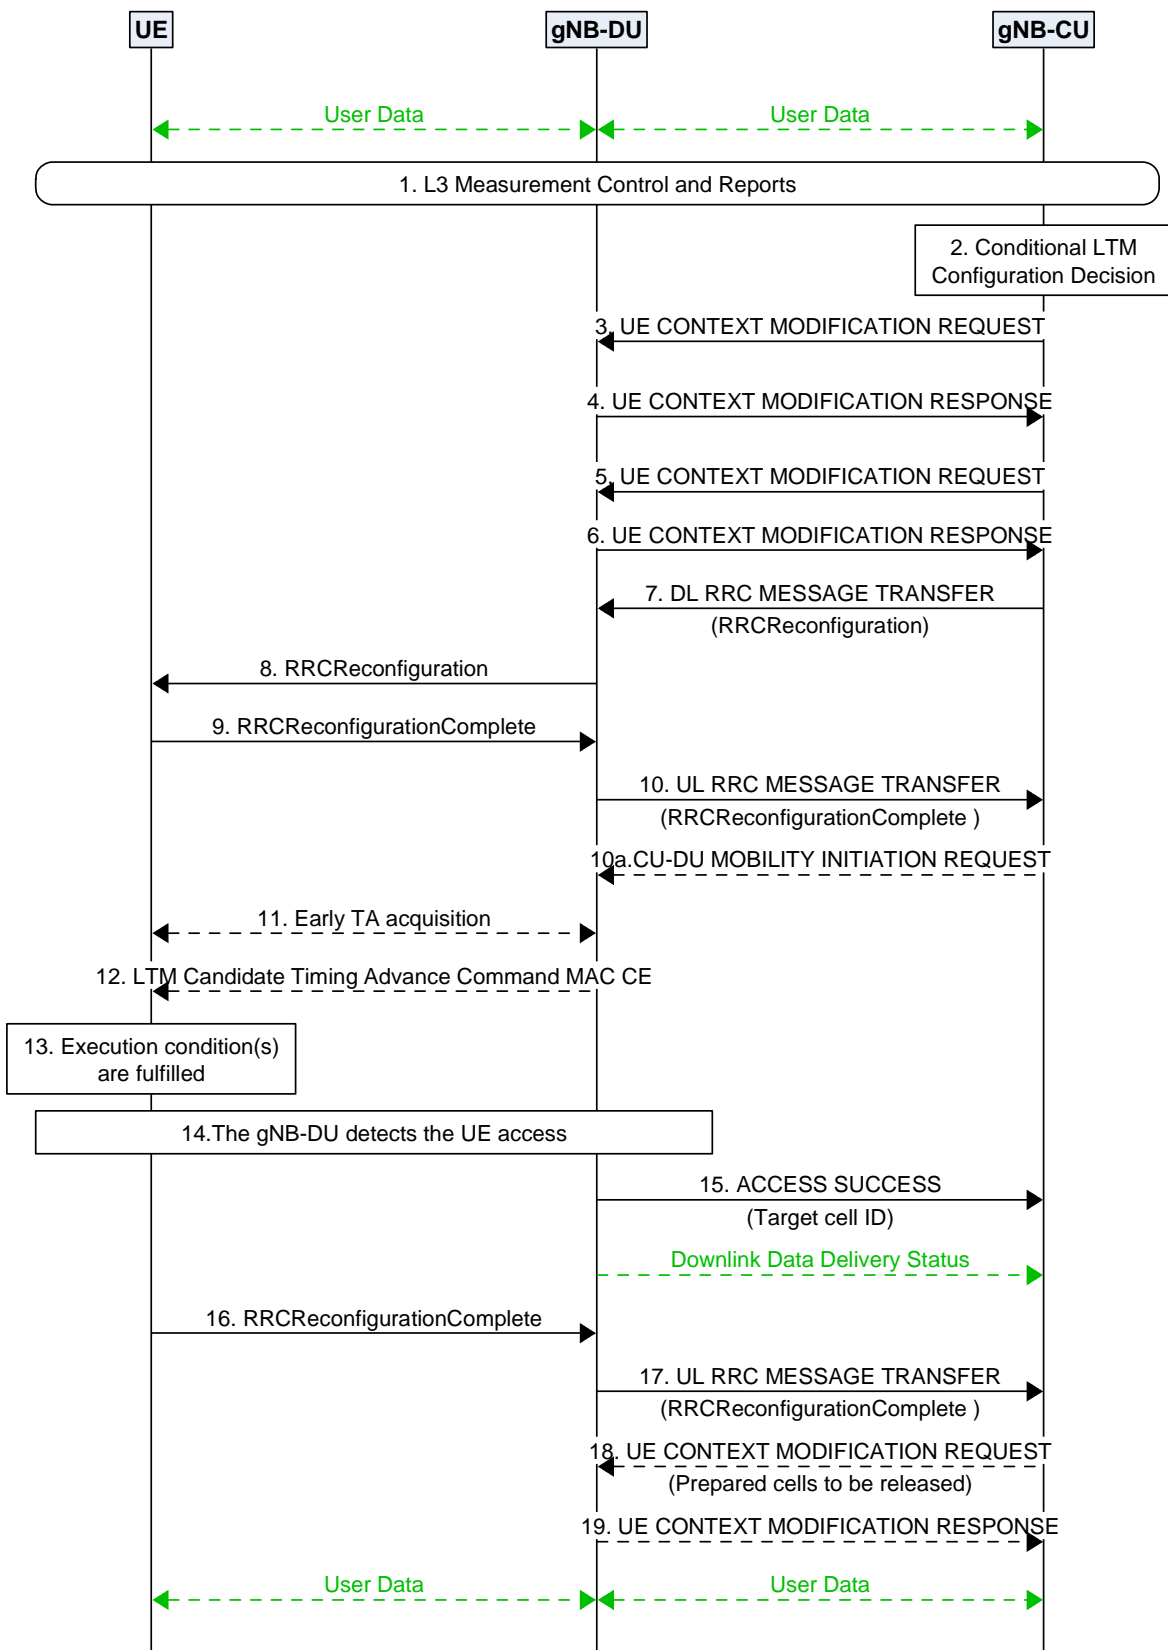 UE
gNB-DU
gNB-CU
User Data
User Data
1. L3 Measurement Control and Reports
2. Conditional LTM
Configuration Decision
3. UE CONTEXT MODIFICATION REQUEST
4. UE CONTEXT MODIFICATION RESPONSE
5. UE CONTEXT MODIFICATION REQUEST
6. UE CONTEXT MODIFICATION RESPONSE
7. DL RRC MESSAGE TRANSFER
(RRCReconfiguration)
8. RRCReconfiguration
9. RRCReconfigurationComplete
10. UL RRC MESSAGE TRANSFER
(RRCReconfigurationComplete )
10a.CU-DU MOBILITY INITIATION REQUEST
11. Early TA acquisition
12. LTM Candidate Timing Advance Command MAC CE
13. Execution condition(s)
are fulfilled
14.The gNB-DU detects the UE access
15. ACCESS SUCCESS
(Target cell ID)
Downlink Data Delivery Status
16. RRCReconfigurationComplete
17. UL RRC MESSAGE TRANSFER
(RRCReconfigurationComplete )
18. UE CONTEXT MODIFICATION REQUEST
(Prepared cells to be released)
19. UE CONTEXT MODIFICATION RESPONSE
User Data
User Data